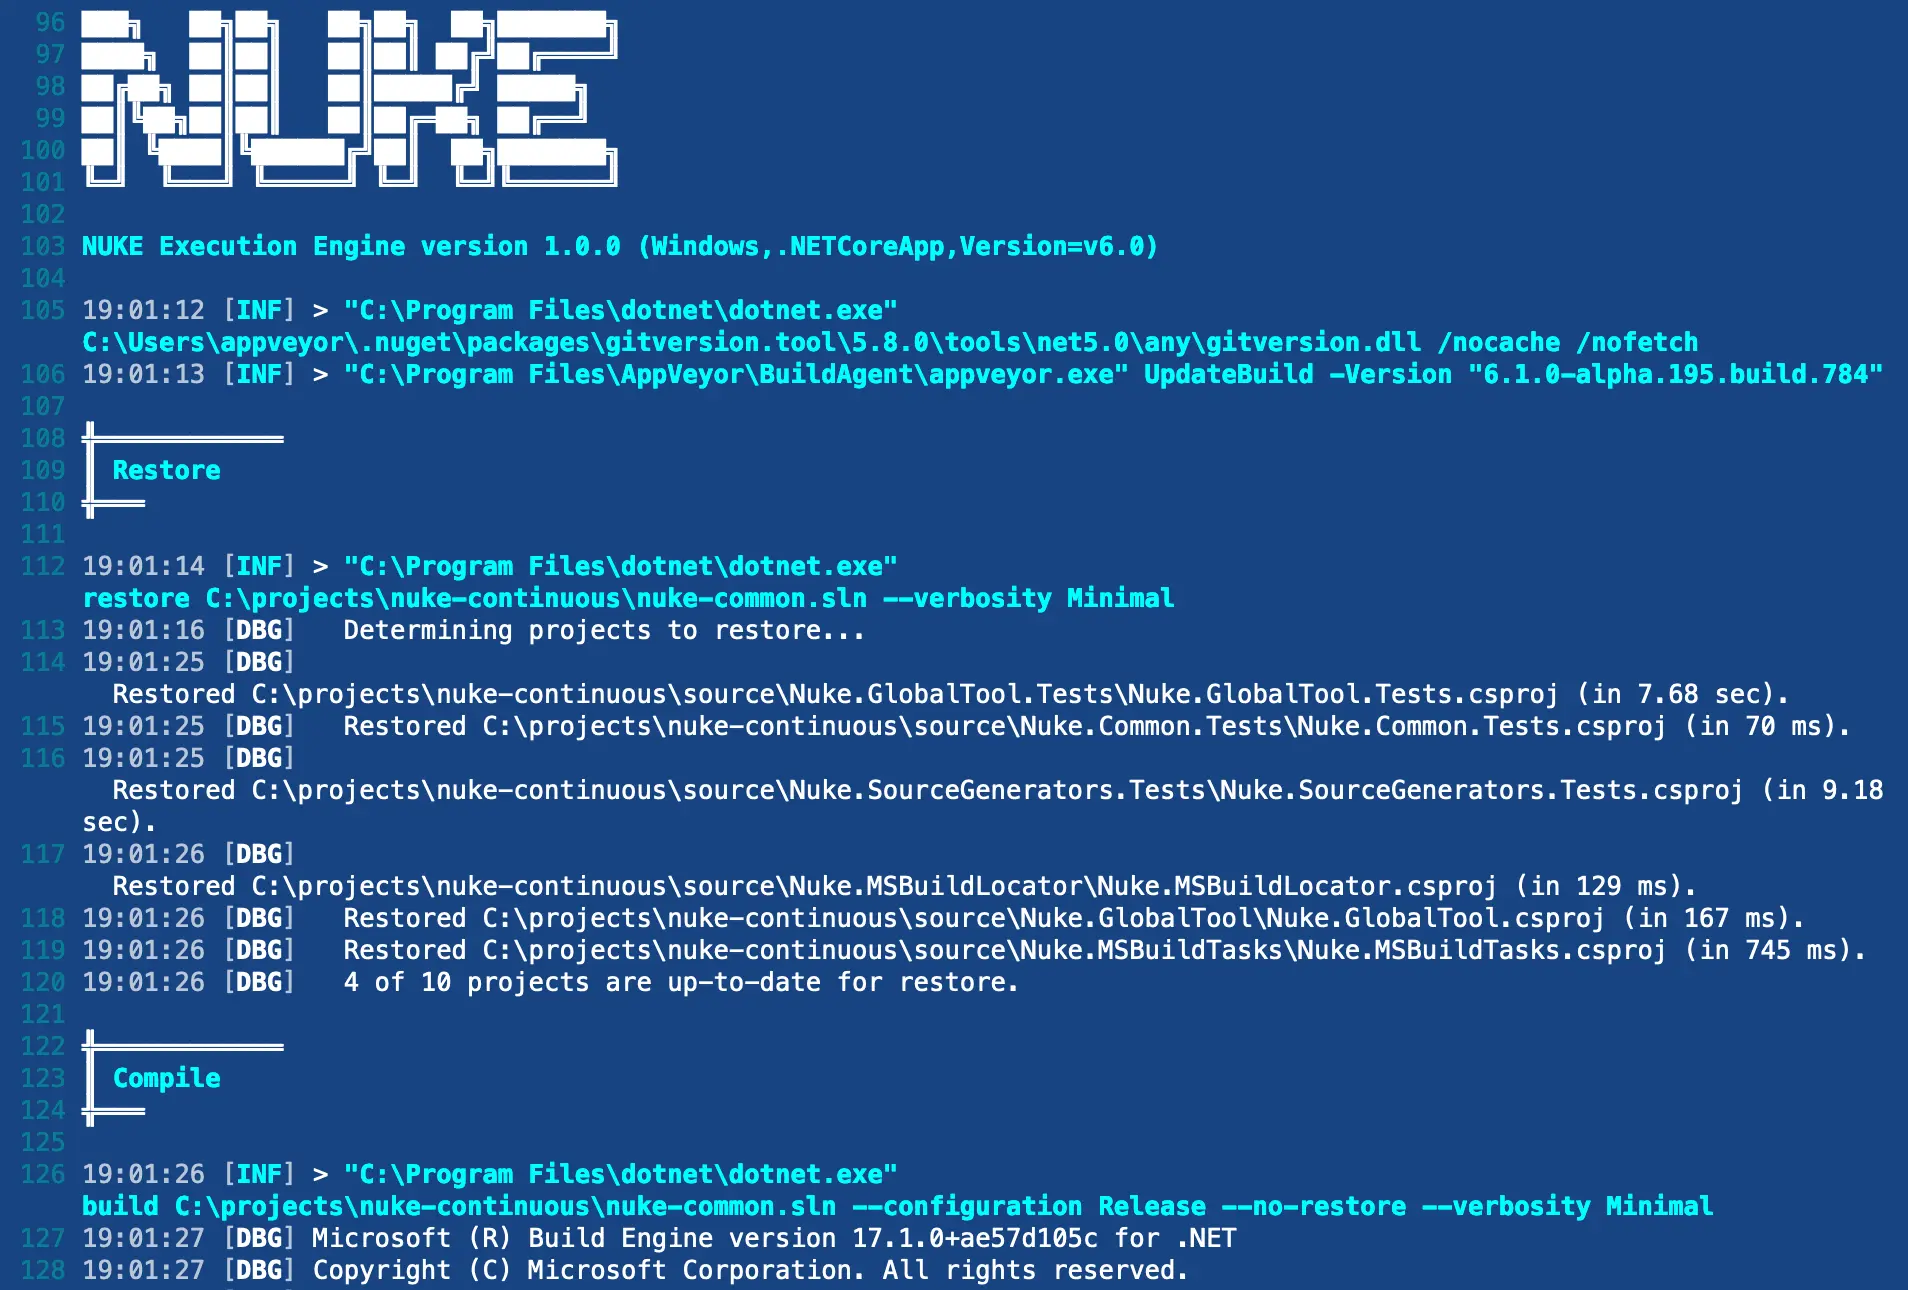 96 ███╗   ██╗██╗   ██╗██╗  ██╗███████╗
97 ████╗  ██║██║   ██║██║ ██╔╝██╔════╝
98 ██╔██╗ ██║██║   ██║█████╔╝ █████╗
99 ██║╚██╗██║██║   ██║██╔═██╗ ██╔══╝
100 ██║ ╚████║╚██████╔╝██║  ██╗███████╗
101 ╚═╝  ╚═══╝ ╚═════╝ ╚═╝  ╚═╝╚══════╝
102
103 NUKE Execution Engine version 1.0.0 (Windows,.NETCoreApp,Version=v6.0)
104
105 19:01:12 [INF] > "C:\Program Files\dotnet\dotnet.exe"
C:\Users\appveyor\.nuget\packages\gitversion.tool\5.8.0\tools\net5.0\any\gitversion.dll /nocache /nofetch
106 19:01:13 [INF] > "C:\Program Files\AppVeyor\BuildAgent\appveyor.exe" UpdateBuild -Version "6.1.0-alpha.195.build.784"
107
108 ╬════════════
109 ║ Restore
110 ╬═══
111
112 19:01:14 [INF] > "C:\Program Files\dotnet\dotnet.exe"
restore C:\projects\nuke-continuous\nuke-common.sln --verbosity Minimal
113 19:01:16 [DBG]   Determining projects to restore...
114 19:01:25 [DBG]
  Restored C:\projects\nuke-continuous\source\Nuke.GlobalTool.Tests\Nuke.GlobalTool.Tests.csproj (in 7.68 sec).
115 19:01:25 [DBG]   Restored C:\projects\nuke-continuous\source\Nuke.Common.Tests\Nuke.Common.Tests.csproj (in 70 ms).
116 19:01:25 [DBG]
  Restored C:\projects\nuke-continuous\source\Nuke.SourceGenerators.Tests\Nuke.SourceGenerators.Tests.csproj (in 9.18
sec).
117 19:01:26 [DBG]
  Restored C:\projects\nuke-continuous\source\Nuke.MSBuildLocator\Nuke.MSBuildLocator.csproj (in 129 ms).
118 19:01:26 [DBG]   Restored C:\projects\nuke-continuous\source\Nuke.GlobalTool\Nuke.GlobalTool.csproj (in 167 ms).
119 19:01:26 [DBG]   Restored C:\projects\nuke-continuous\source\Nuke.MSBuildTasks\Nuke.MSBuildTasks.csproj (in 745 ms).
120 19:01:26 [DBG]   4 of 10 projects are up-to-date for restore.
121
122 ╬════════════
123 ║ Compile
124 ╬═══
125
126 19:01:26 [INF] > "C:\Program Files\dotnet\dotnet.exe"
build C:\projects\nuke-continuous\nuke-common.sln --configuration Release --no-restore --verbosity Minimal
127 19:01:27 [DBG] Microsoft (R) Build Engine version 17.1.0+ae57d105c for .NET
128 19:01:27 [DBG] Copyright (C) Microsoft Corporation. All rights reserved.